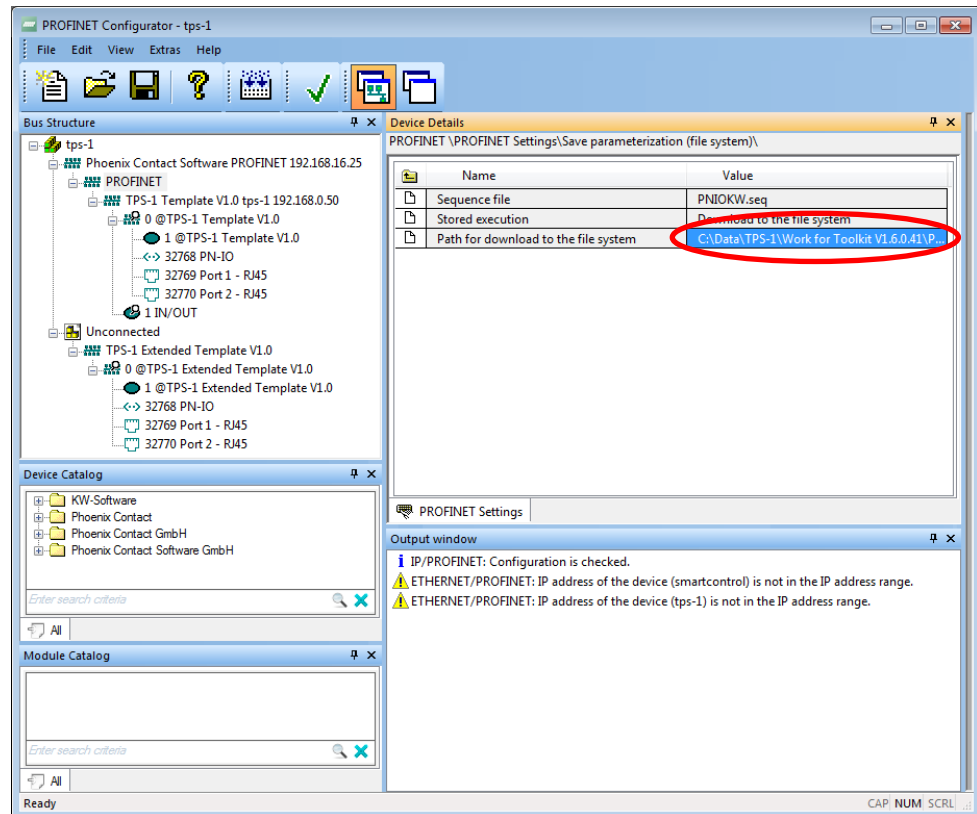 PROFINET Configurator - tps-1
File Edit View Extras Help
Bus Structure
tps-1
Phoenix Contact Software PROFINET 192.168.16.25
PROFINET
TPS-1 Template V1.0 tps-1 192.168.0.50
0 @TPS-1 Template V1.0
1 @TPS-1 Template V1.0
32768 PN-IO
32769 Port 1 - RJ45
32770 Port 2 - RJ45
1 IN/OUT
Unconnected
TPS-1 Extended Template V1.0
0 @TPS-1 Extended Template V1.0
1 @TPS-1 Extended Template V1.0
32768 PN-IO
32769 Port 1 - RJ45
32770 Port 2 - RJ45
Device Catalog
KW-Software
Phoenix Contact
Phoenix Contact GmbH
Phoenix Contact Software GmbH
Enter search criteria
All
Module Catalog
Enter search criteria
All
Device Details
PROFINET \PROFINET Settings\Save parameterization (file system)\
Name Value
Sequence file PNIOKW.seq
Stored execution Download to the file system
Path for download to the file system C:\Data\TPS-1\Work for Toolkit V1.6.0.41\P...
PROFINET Settings
Output window
IP/PROFINET: Configuration is checked.
ETHERNET/PROFINET: IP address of the device (smartcontrol) is not in the IP address range.
ETHERNET/PROFINET: IP address of the device (tps-1) is not in the IP address range.
Ready CAP NUM SCRL